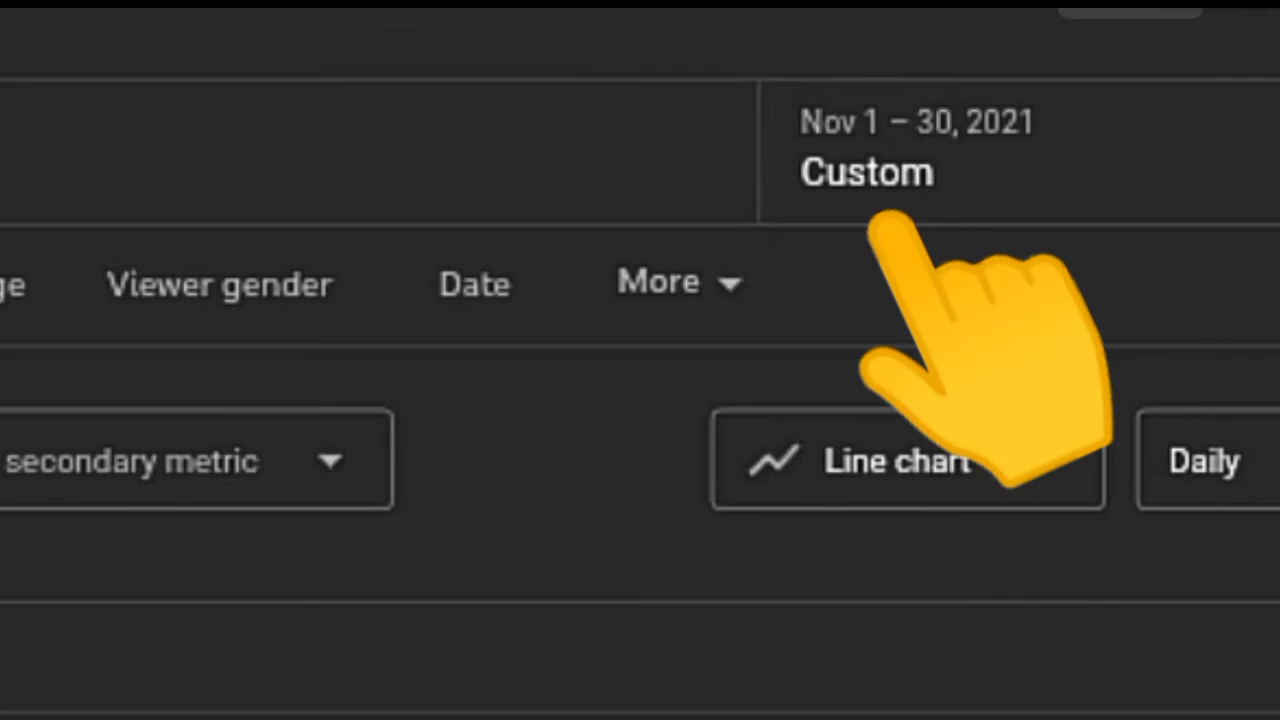 Nov 1 – 30, 2021
Custom
Viewer gender Date More
secondary metric Line chart Daily